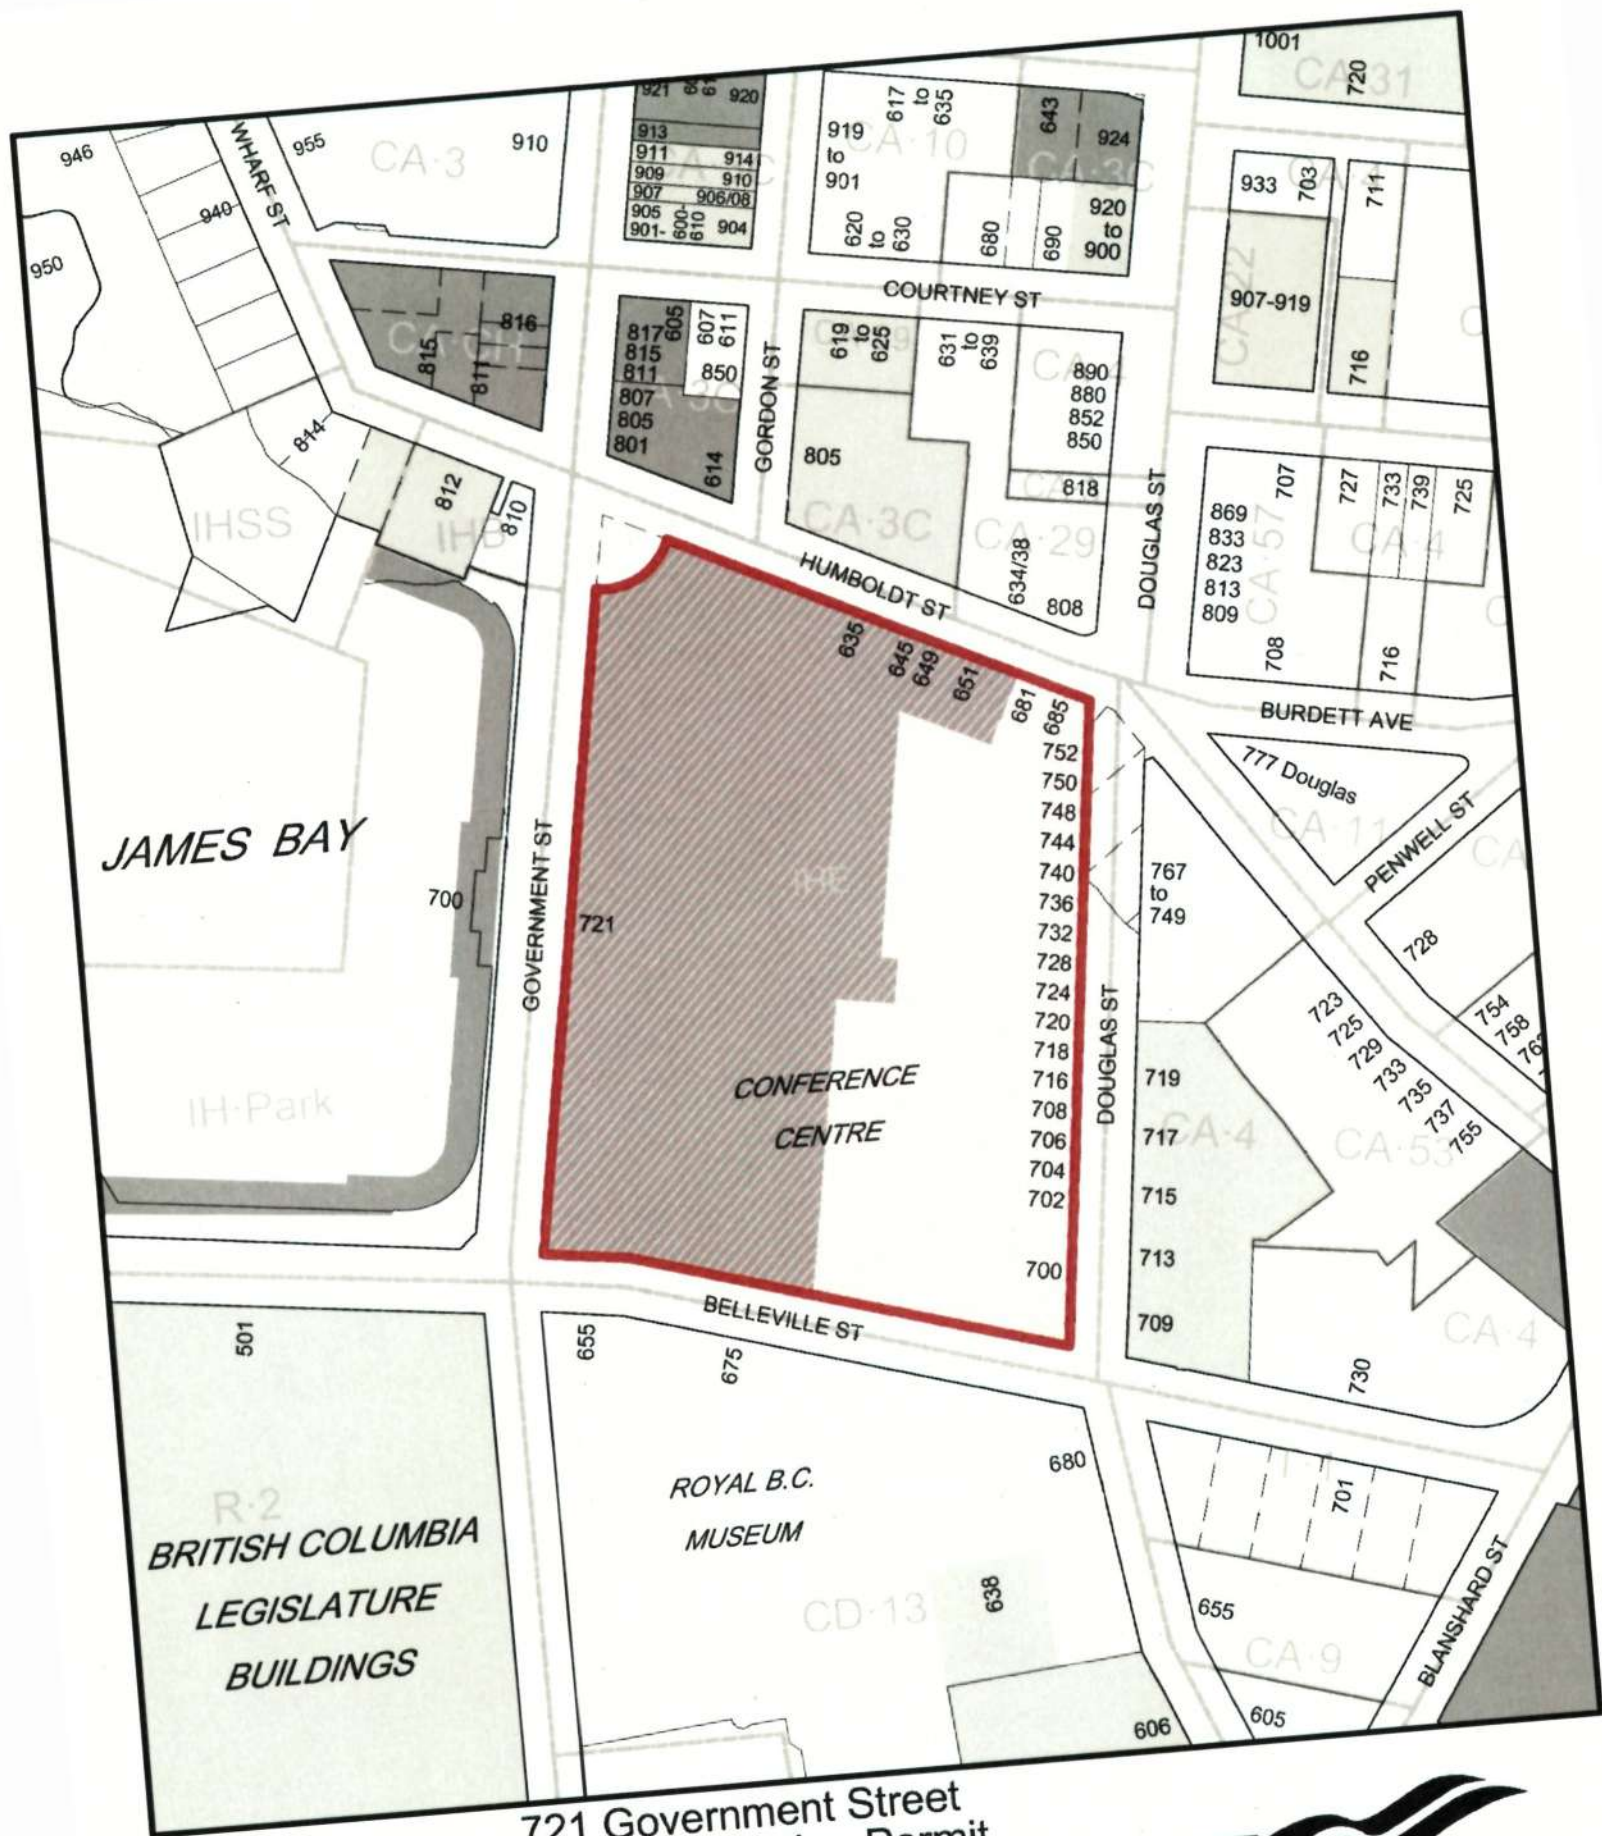 1001
720
CA-31
921
920
617
to
635
643
924
CA-10
CA-3C
919
to
901
913
911
914
909
910
907
906/08
905
901-
600-
610
904
946
WHARF ST
955
CA-3
910
940
950
620
to
630
680
690
920
to
900
933
703
711
CA-22
907-919
716
COURTNEY ST
CA-CH
816
815
811
817
605
607
611
815
811
850
807
805
801
614
GORDON ST
619
to
625
631
to
639
CA-4
890
880
852
850
818
805
CA-3C
CA-29
634/38
808
DOUGLAS ST
707
727
733
739
725
869
833
823
813
809
CA-57
CA-4
708
716
814
812
810
IHSS
IHB
HUMBOLDT ST
635
645
649
651
681
685
752
750
748
744
740
736
732
728
724
720
718
716
708
706
704
702
700
BURDETT AVE
777 Douglas
CA-11
PENWELL ST
CA
JAMES BAY
700
GOVERNMENT ST
721
IHE
767
to
749
728
754
758
723
725
729
733
735
737
755
CONFERENCE
CENTRE
DOUGLAS ST
IH-Park
719
717
CA-4
715
713
709
CA-53
CA-4
730
BELLEVILLE ST
501
655
675
680
R-2
BRITISH COLUMBIA
LEGISLATURE
BUILDINGS
ROYAL B.C.
MUSEUM
CD-13
638
606
701
655
CA-9
605
BLANSHARD ST
721 Government Street
Permit